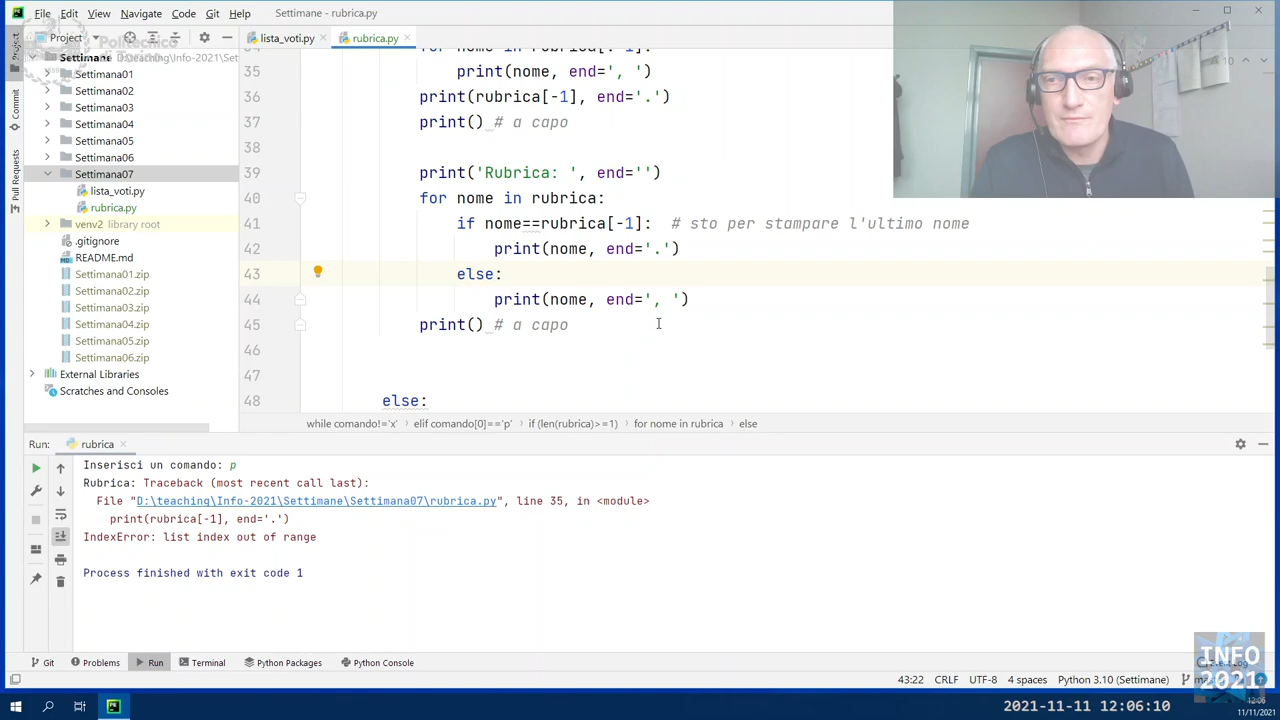 File Edit View Navigate Code Git Help Settimane - rubrica.py
Project
lista_voti.py
rubrica.py
Politecnico
di Torino
Settimane
Settimana01
Settimana02
Settimana03
Settimana04
Settimana05
Settimana06
Settimana07
lista_voti.py
rubrica.py
venv2 library root
.gitignore
README.md
Settimana01.zip
Settimana02.zip
Settimana03.zip
Settimana04.zip
Settimana05.zip
Settimana06.zip
External Libraries
Scratches and Consoles
Project
Commit
Pull Requests
for nome in rubrica[:-1]:
35 print(nome, end=', ')
36 print(rubrica[-1], end='.')
37 print() # a capo
38
39 print('Rubrica: ', end='')
40 for nome in rubrica:
41 if nome==rubrica[-1]: # sto per stampare l'ultimo nome
42 print(nome, end='.')
43 else:
44 print(nome, end=', ')
45 print() # a capo
46
47
48 else:
while comando!='x' elif comando[0]=='p' if (len(rubrica)>=1) for nome in rubrica else
Run: rubrica
Inserisci un comando: p
Rubrica: Traceback (most recent call last):
File "D:\teaching\Info-2021\Settimane\Settimana07\rubrica.py", line 35, in <module>
print(rubrica[-1], end='.')
IndexError: list index out of range
Process finished with exit code 1
Git Problems Run Terminal Python Packages Python Console
43:22 CRLF UTF-8 4 spaces Python 3.10 (Settimane)
INFO
2021
2021-11-11 12:06:10
12:06
11/11/2021